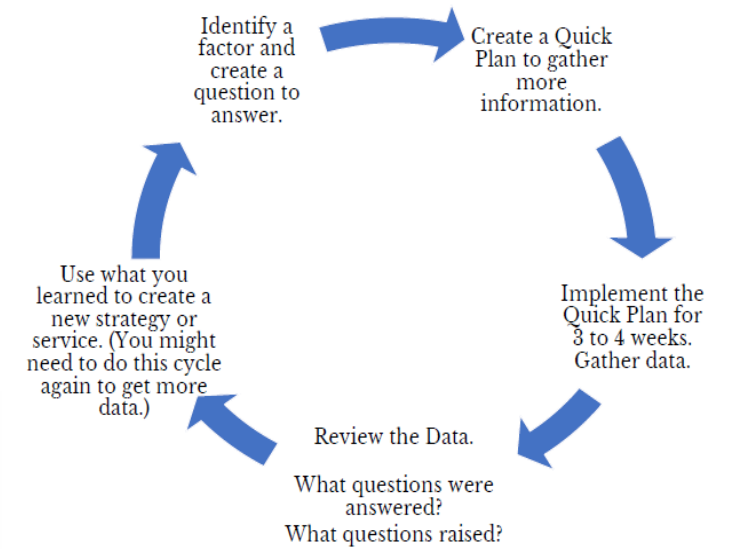 Identify a
factor and
create a
question to
answer.
Create a Quick
Plan to gather
more
information.
Implement the
Quick Plan for
3 to 4 weeks.
Gather data.
Review the Data.
What questions were
answered?
What questions raised?
Use what you
learned to create a
new strategy or
service. (You might
need to do this cycle
again to get more
data.)